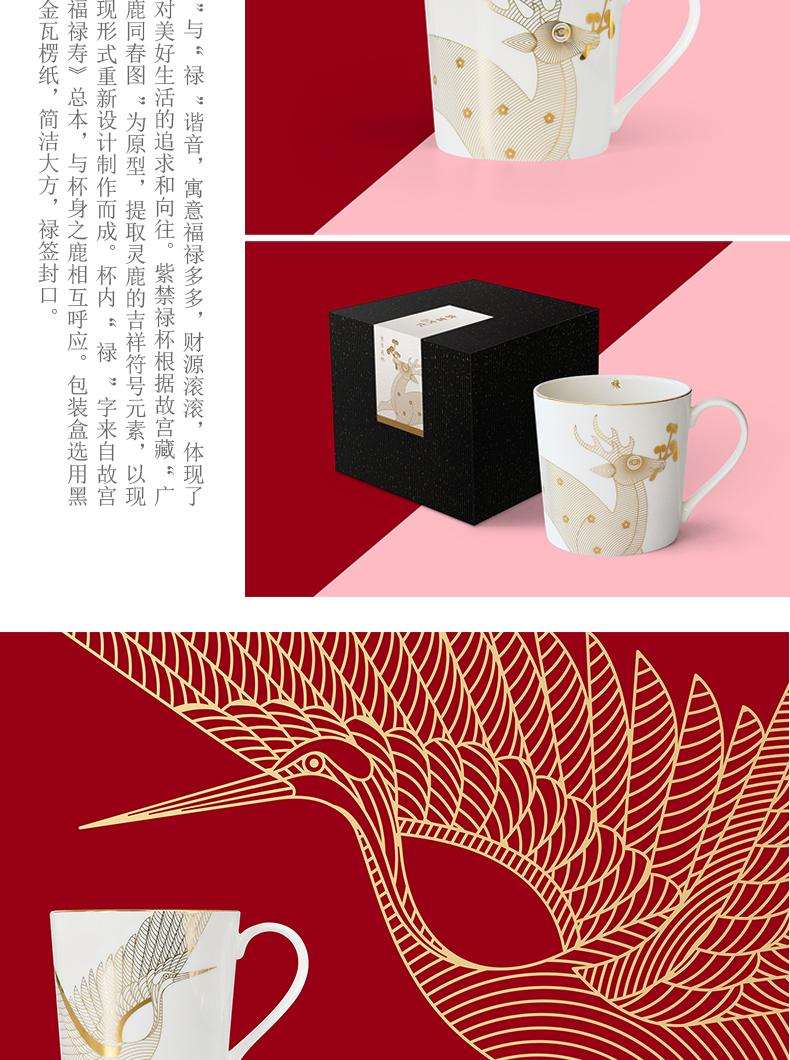 ”与“禄”谐音，寓意福禄多多，财源滚滚，体现了
对美好生活的追求和向往。紫禁禄杯根据故宫藏“广
鹿同春图”为原型，提取灵鹿的吉祥符号元素，以现
现形式重新设计制作而成。杯内“禄”字来自故宫
福禄寿》总本，与杯身之鹿相互呼应。包装盒选用黑
金瓦楞纸，简洁大方，禄签封口。